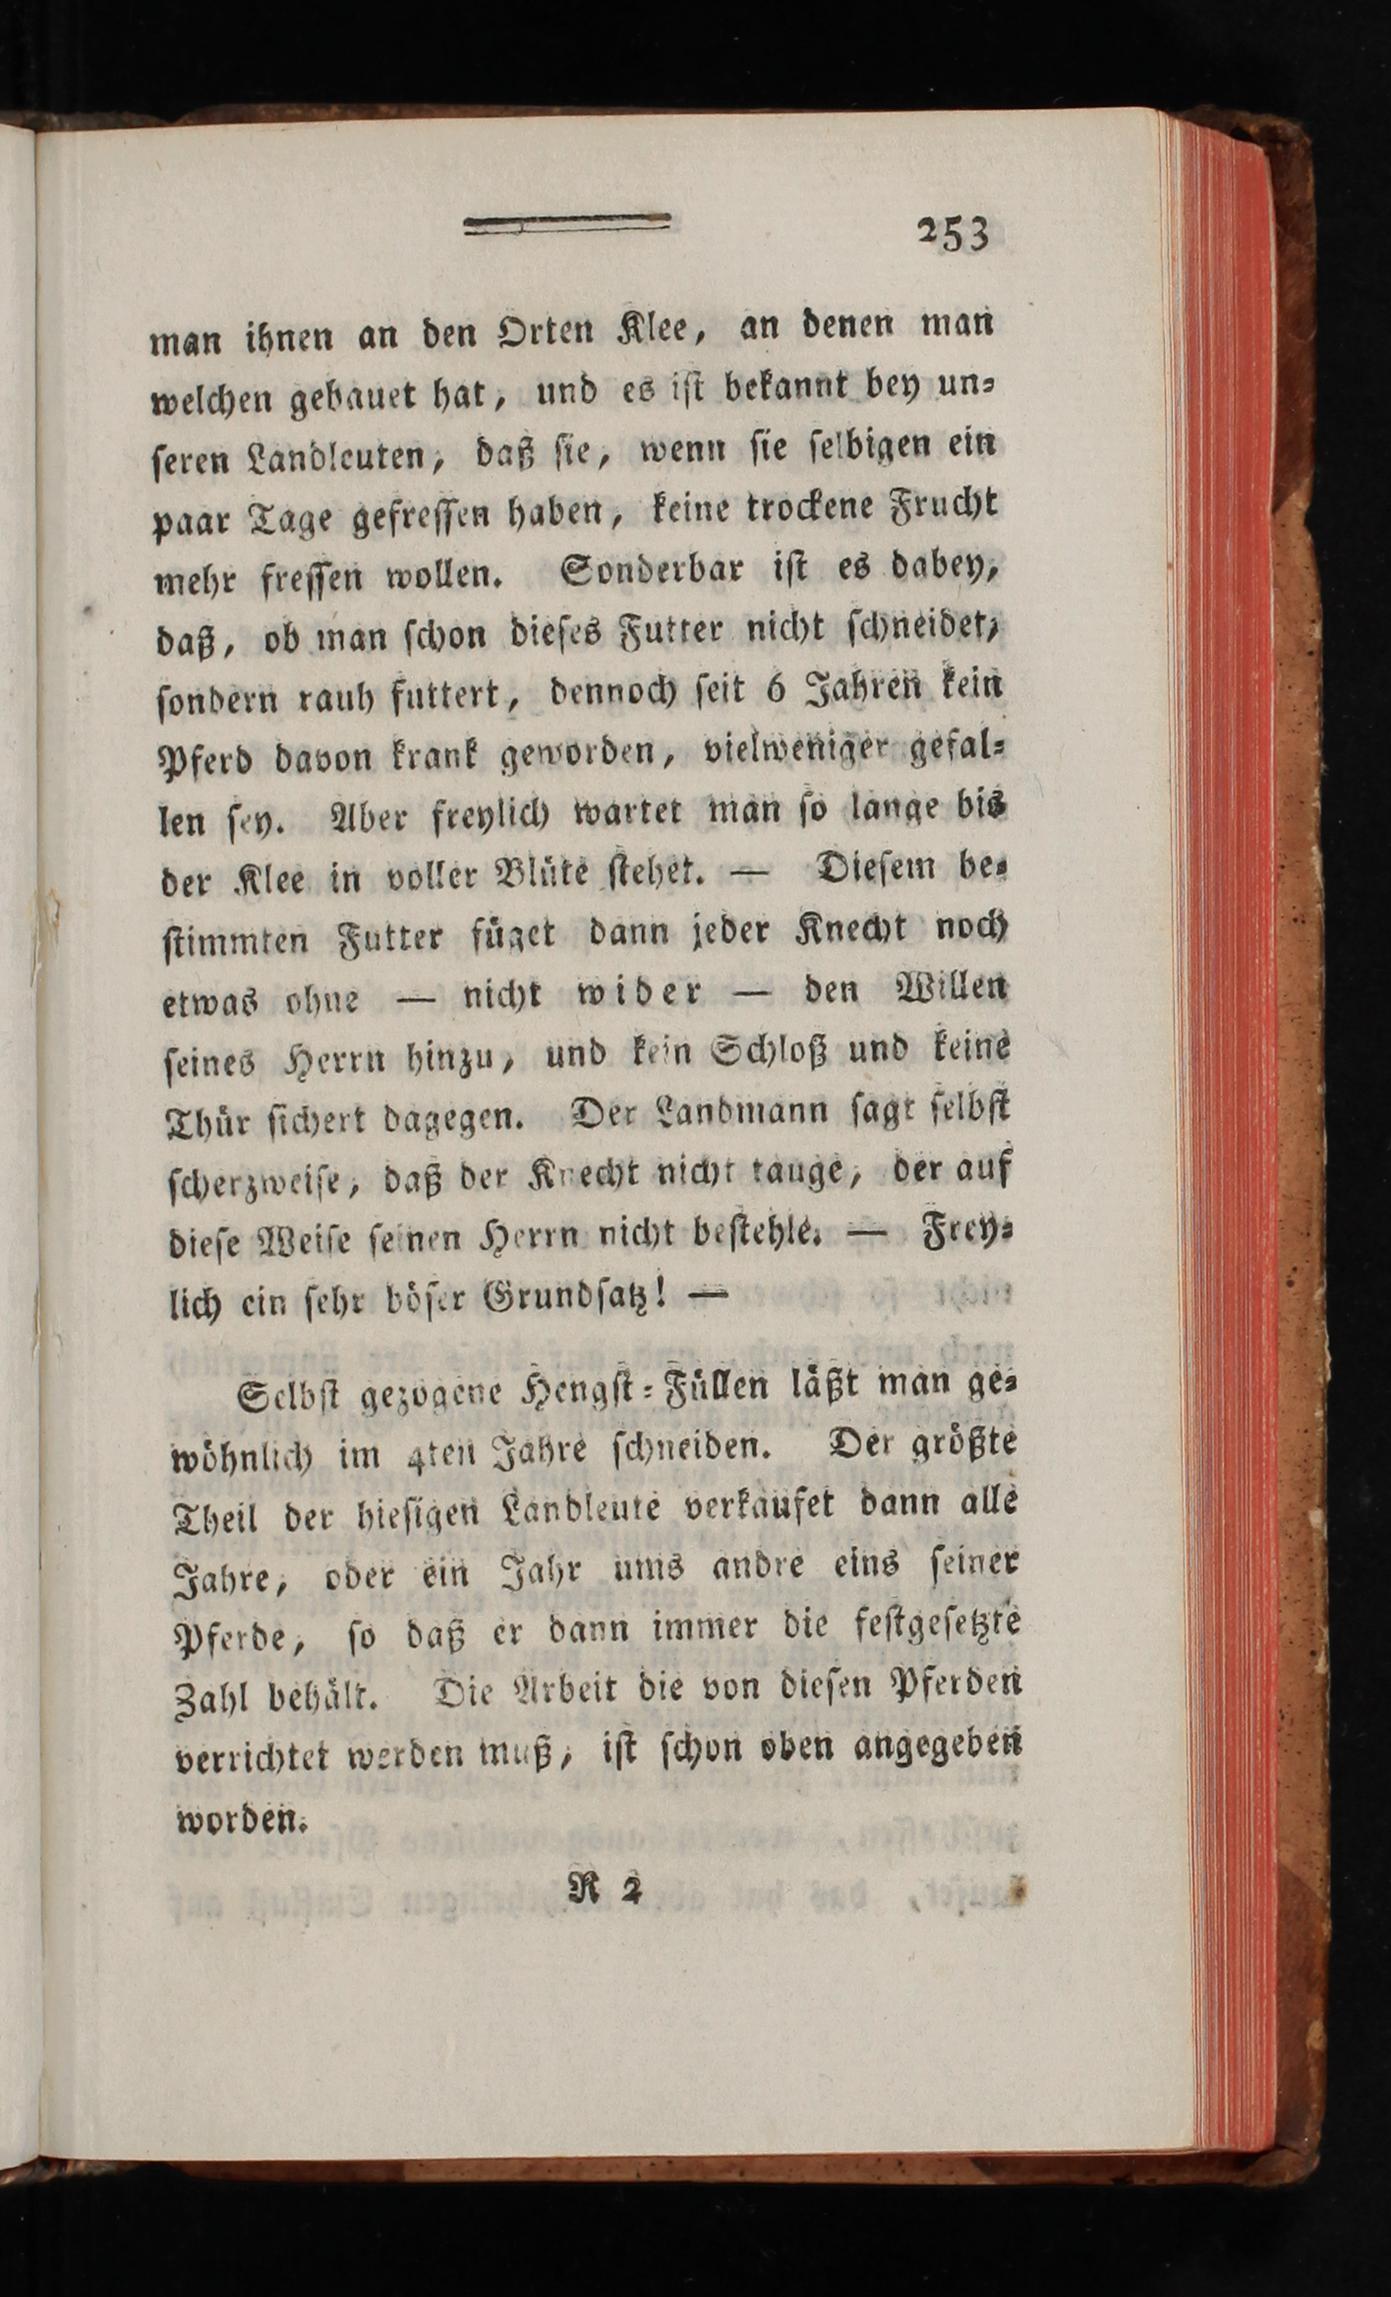 253
man ihnen an den Orten Klee, an denen man
welchen gebauet hat, und es iſt bekannt bey un⸗
ſeren Landleuten, daß ſie, wenn ſie ſelbigen ein
paar Tage gefreſſen haben, keine trockene Frucht
mehr freſſen wollen. Sonderbar iſt es dabey,
daß, ob man ſchon dieſes Futter nicht ſchneidet,
ſondern rauh futtert, dennoch ſeit 6 Jahren kein
Pferd davon krank geworden, vielweniger gefal⸗
len ſey. Aber freylich wartet man ſo lange bis
der Klee in voller Blüte ſtehet. — Dieſem be⸗
ſtimmten Futter füget dann jeder Knecht noch
etwas ohne — nicht wider — den Willen
ſeines Herrn hinzu, und kein Schloß und keine
Thür ſichert dagegen. Der Landmann ſagt ſelbſt
ſcherzweiſe, daß der Knecht nicht tauge, der auf
dieſe Weiſe ſeinen Herrn nicht beſtehle. — Frey⸗
lich ein ſehr böſer Grundſatz! —
Selbſt gezogene Hengſt⸗Füllen läßt man ge⸗
wöhnlich im 4ten Jahre ſchneiden. Der größte
Theil der hieſigen Landleute verkaufet dann alle
Jahre, oder ein Jahr ums andre eins ſeiner
Pferde, ſo daß er dann immer die feſtgeſetzte
Zahl behält. Die Arbeit die von dieſen Pferden
verrichtet werden muß, iſt ſchon oben angegeben
worden.
R 2